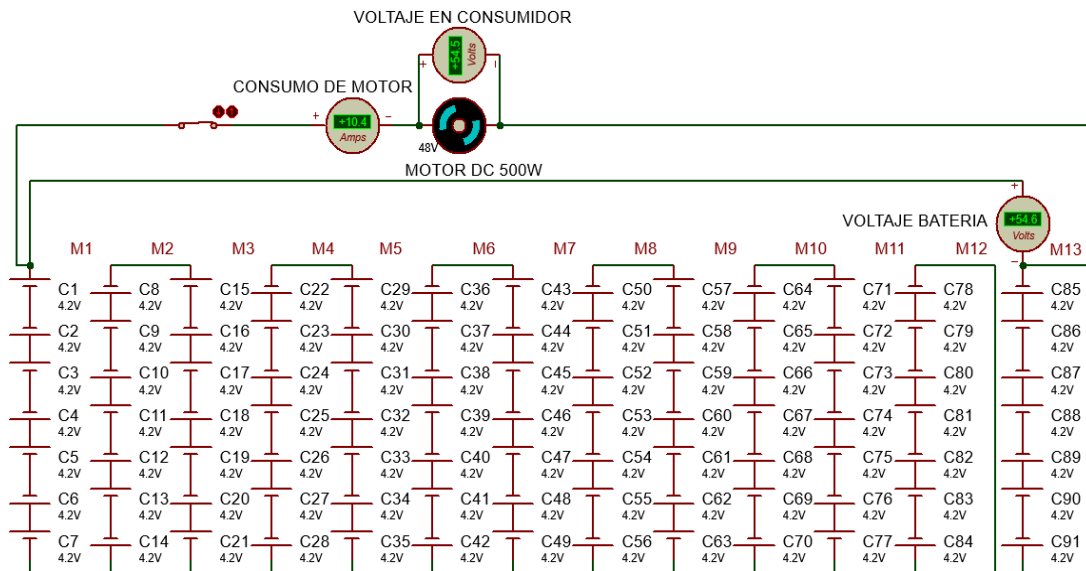 VOLTAJE EN CONSUMIDOR
+54.5
Volts
+ −
CONSUMO DE MOTOR
+ −
+10.4
Amps
48V
MOTOR DC 500W
+
VOLTAJE BATERIA
+54.6
Volts
−
M1 M2 M3 M4 M5 M6 M7 M8 M9 M10 M11 M12 M13
C1 C8 C15 C22 C29 C36 C43 C50 C57 C64 C71 C78 C85
4.2V 4.2V 4.2V 4.2V 4.2V 4.2V 4.2V 4.2V 4.2V 4.2V 4.2V 4.2V 4.2V
C2 C9 C16 C23 C30 C37 C44 C51 C58 C65 C72 C79 C86
4.2V 4.2V 4.2V 4.2V 4.2V 4.2V 4.2V 4.2V 4.2V 4.2V 4.2V 4.2V 4.2V
C3 C10 C17 C24 C31 C38 C45 C52 C59 C66 C73 C80 C87
4.2V 4.2V 4.2V 4.2V 4.2V 4.2V 4.2V 4.2V 4.2V 4.2V 4.2V 4.2V 4.2V
C4 C11 C18 C25 C32 C39 C46 C53 C60 C67 C74 C81 C88
4.2V 4.2V 4.2V 4.2V 4.2V 4.2V 4.2V 4.2V 4.2V 4.2V 4.2V 4.2V 4.2V
C5 C12 C19 C26 C33 C40 C47 C54 C61 C68 C75 C82 C89
4.2V 4.2V 4.2V 4.2V 4.2V 4.2V 4.2V 4.2V 4.2V 4.2V 4.2V 4.2V 4.2V
C6 C13 C20 C27 C34 C41 C48 C55 C62 C69 C76 C83 C90
4.2V 4.2V 4.2V 4.2V 4.2V 4.2V 4.2V 4.2V 4.2V 4.2V 4.2V 4.2V 4.2V
C7 C14 C21 C28 C35 C42 C49 C56 C63 C70 C77 C84 C91
4.2V 4.2V 4.2V 4.2V 4.2V 4.2V 4.2V 4.2V 4.2V 4.2V 4.2V 4.2V 4.2V